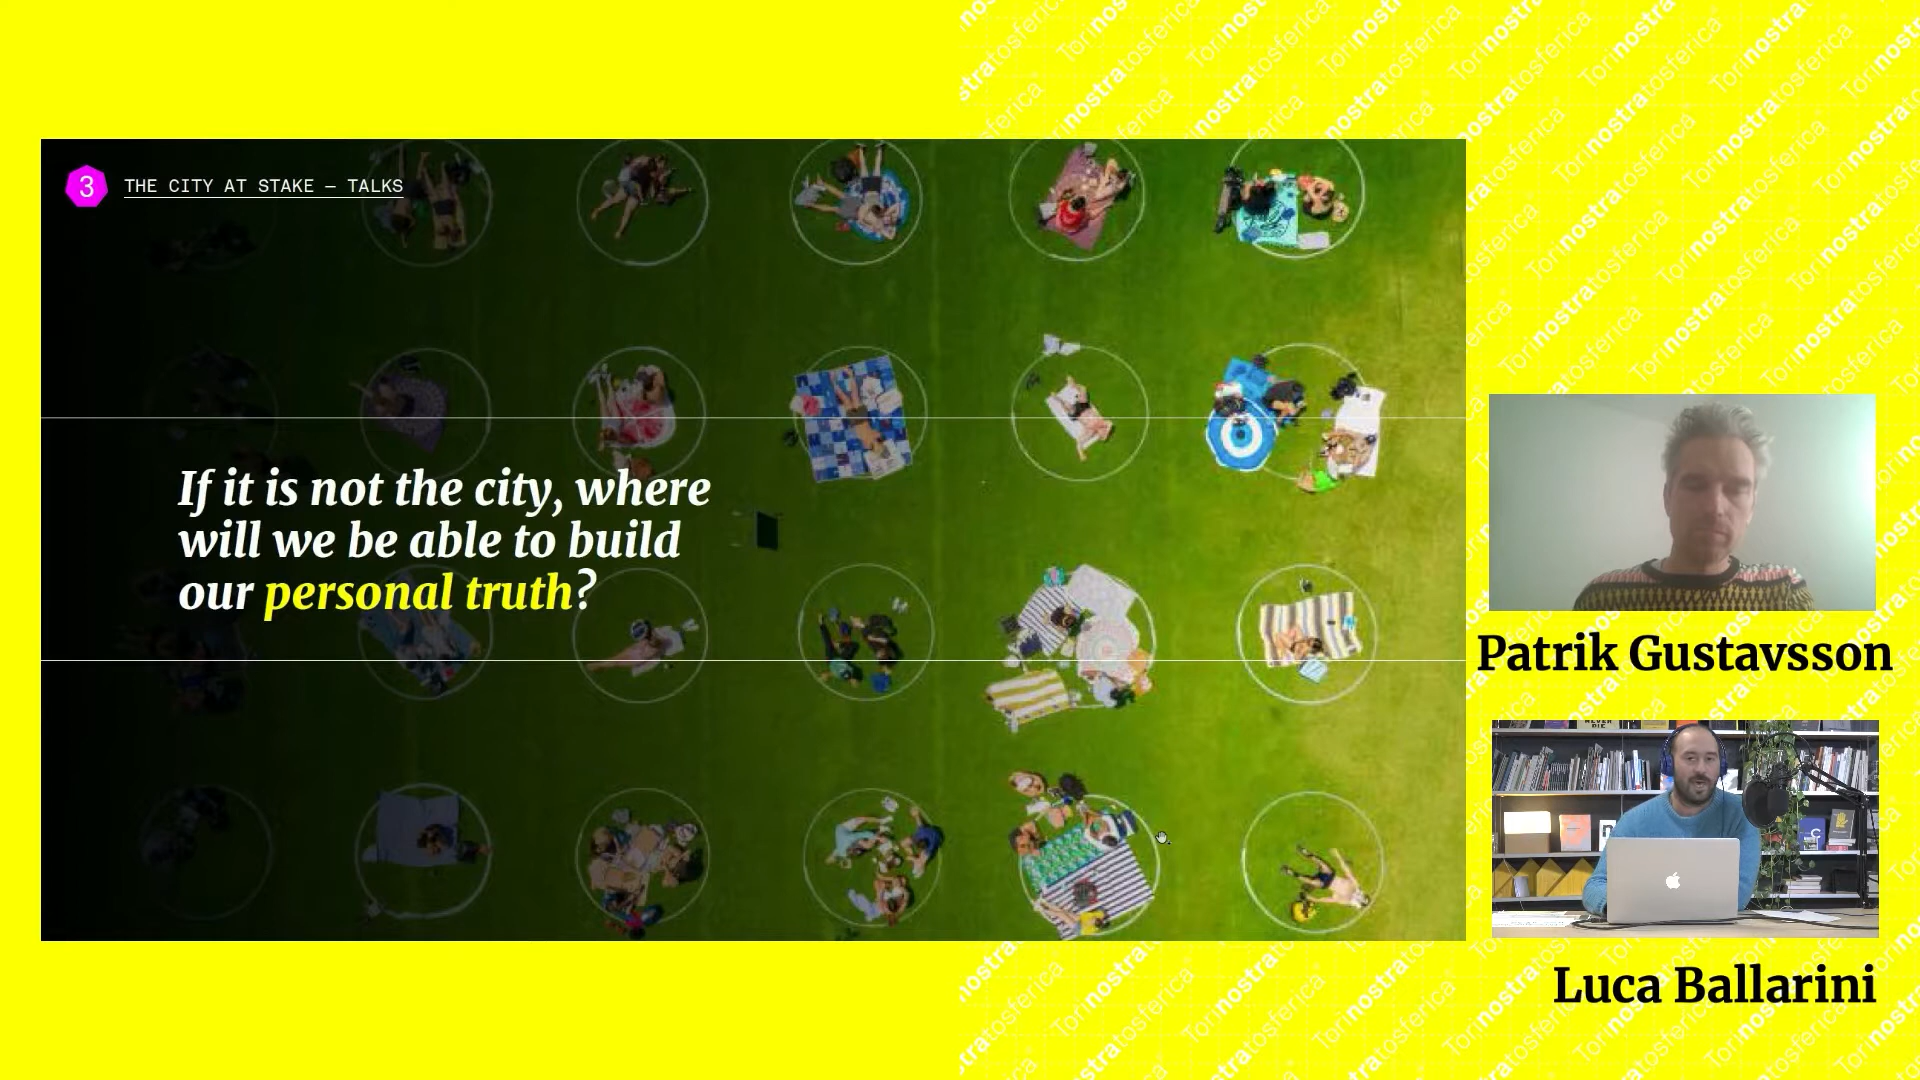 3
THE CITY AT STAKE — TALKS
If it is not the city, where
will we be able to build
our personal truth?
Patrik Gustavsson
Luca Ballarini
Torinostratosferica